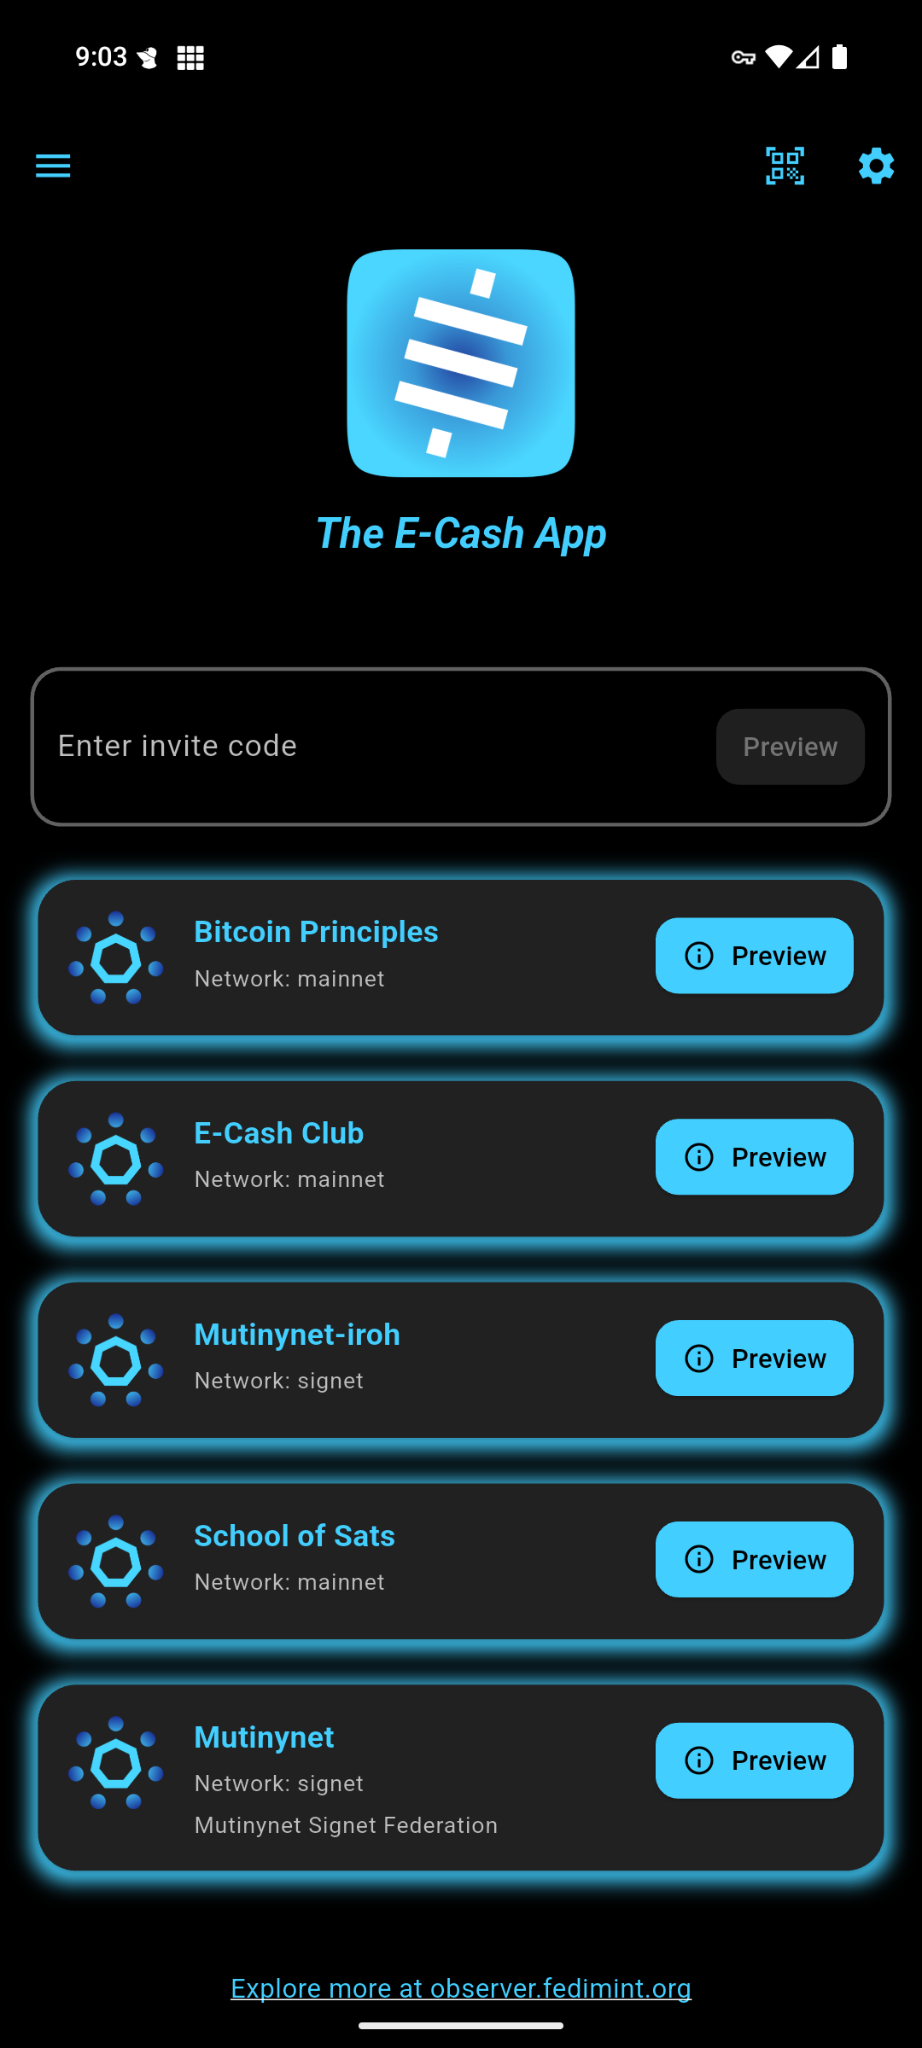 9:03
The E-Cash App
Enter invite code
Preview
Bitcoin Principles
Network: mainnet
Preview
E-Cash Club
Network: mainnet
Preview
Mutinynet-iroh
Network: signet
Preview
School of Sats
Network: mainnet
Preview
Mutinynet
Network: signet
Mutinynet Signet Federation
Preview
Explore more at observer.fedimint.org